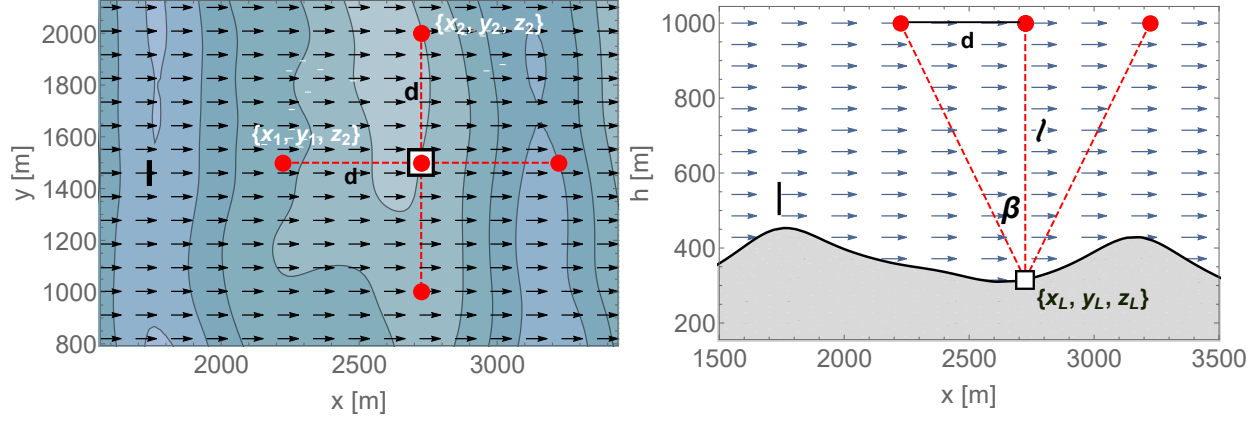 {x2, y2, z2}
2000
1800
1600
1400
1200
1000
800
y [m]
d
{x1, y1, z2}
d
2000
2500
3000
x [m]
1000
800
600
400
200
h [m]
d
l
β
{xL, yL, zL}
1500
2000
2500
3000
3500
x [m]